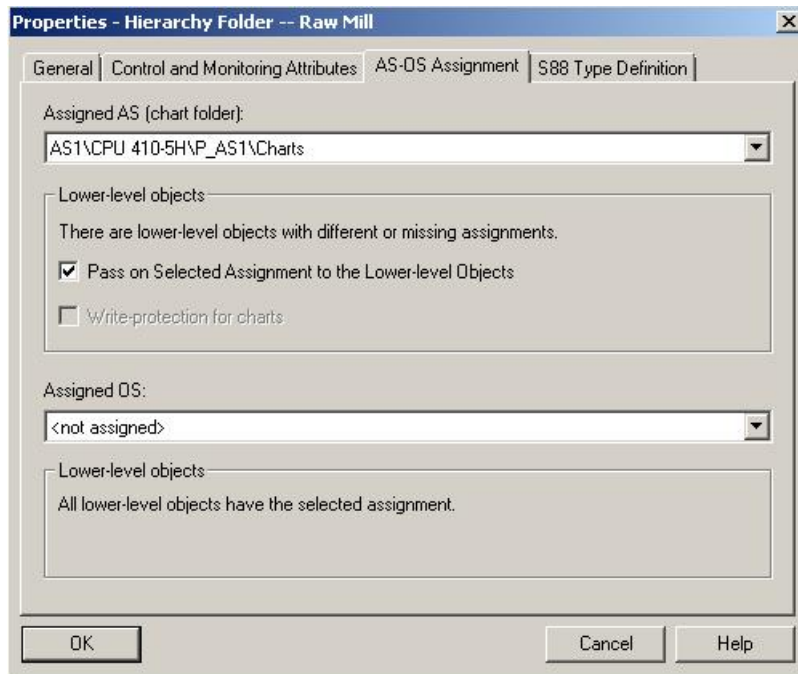 Properties - Hierarchy Folder -- Raw Mill
General
Control and Monitoring Attributes
AS-OS Assignment
S88 Type Definition
Assigned AS (chart folder):
AS1\CPU 410-5H\P_AS1\Charts
Lower-level objects
There are lower-level objects with different or missing assignments.
Pass on Selected Assignment to the Lower-level Objects
Write-protection for charts
Assigned OS:
<not assigned>
Lower-level objects
All lower-level objects have the selected assignment.
OK
Cancel
Help